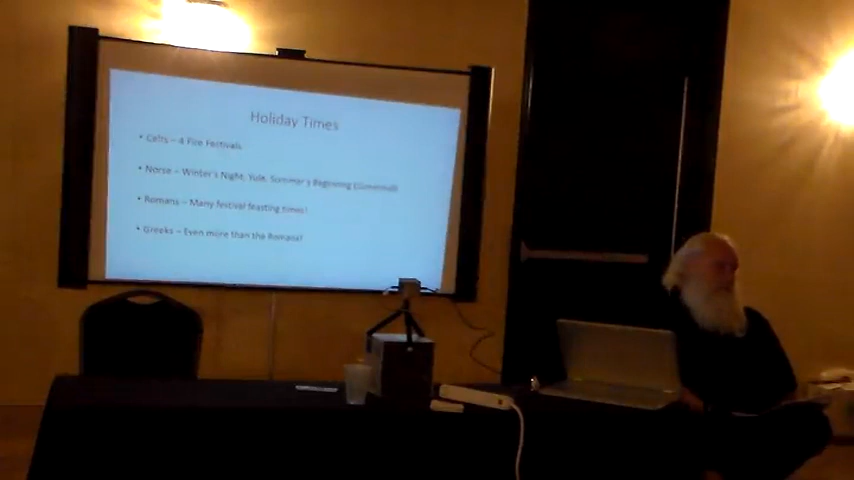 Holiday Times
• Celts – 4 Fire Festivals
• Norse – Winter's Night, Yule, Summer's Beginning
• Romans – Many festival feasting times!
• Greeks – Even more than the Romans!